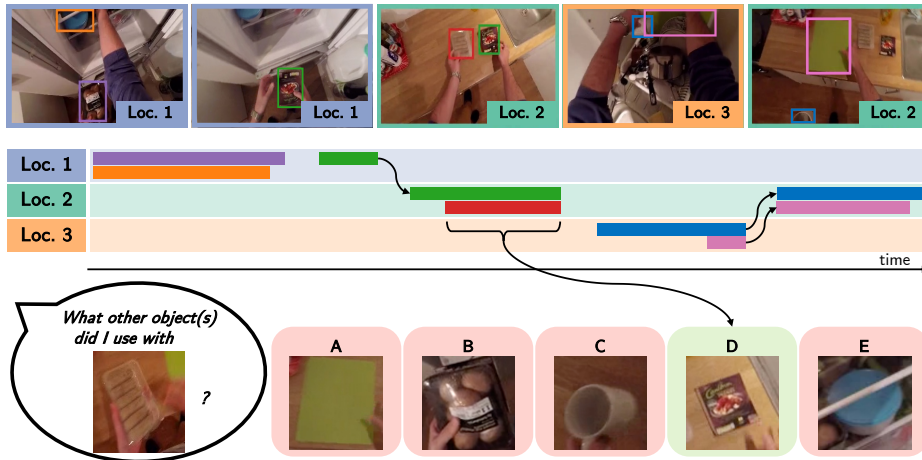 Loc. 1
Loc. 1
Loc. 2
Loc. 3
Loc. 2
Loc. 1
Loc. 2
Loc. 3
time
What other object(s)
did I use with
?
A
B
C
D
E